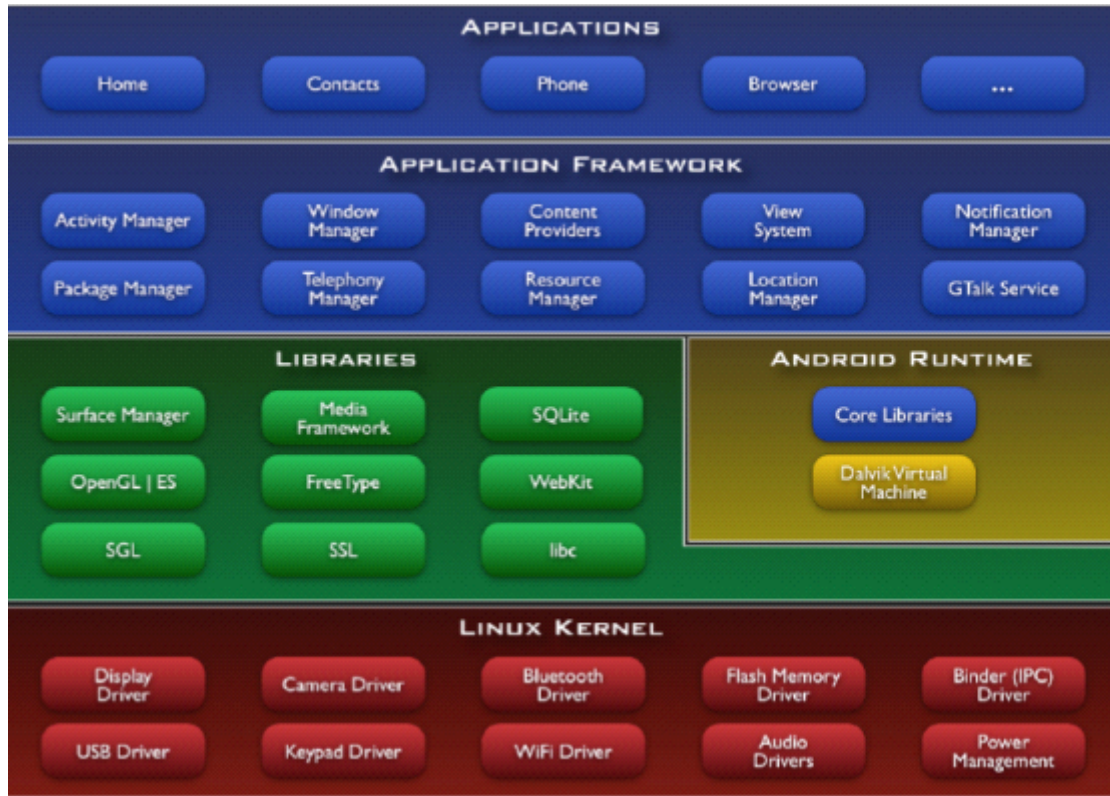 APPLICATIONS
Home
Contacts
Phone
Browser
...
APPLICATION FRAMEWORK
Activity Manager
Window
Manager
Content
Providers
View
System
Notification
Manager
Package Manager
Telephony
Manager
Resource
Manager
Location
Manager
GTalk Service
LIBRARIES
Surface Manager
Media
Framework
SQLite
OpenGL | ES
FreeType
WebKit
SGL
SSL
libc
ANDROID RUNTIME
Core Libraries
Dalvik Virtual
Machine
LINUX KERNEL
Display
Driver
Camera Driver
Bluetooth
Driver
Flash Memory
Driver
Binder (IPC)
Driver
USB Driver
Keypad Driver
WiFi Driver
Audio
Drivers
Power
Management